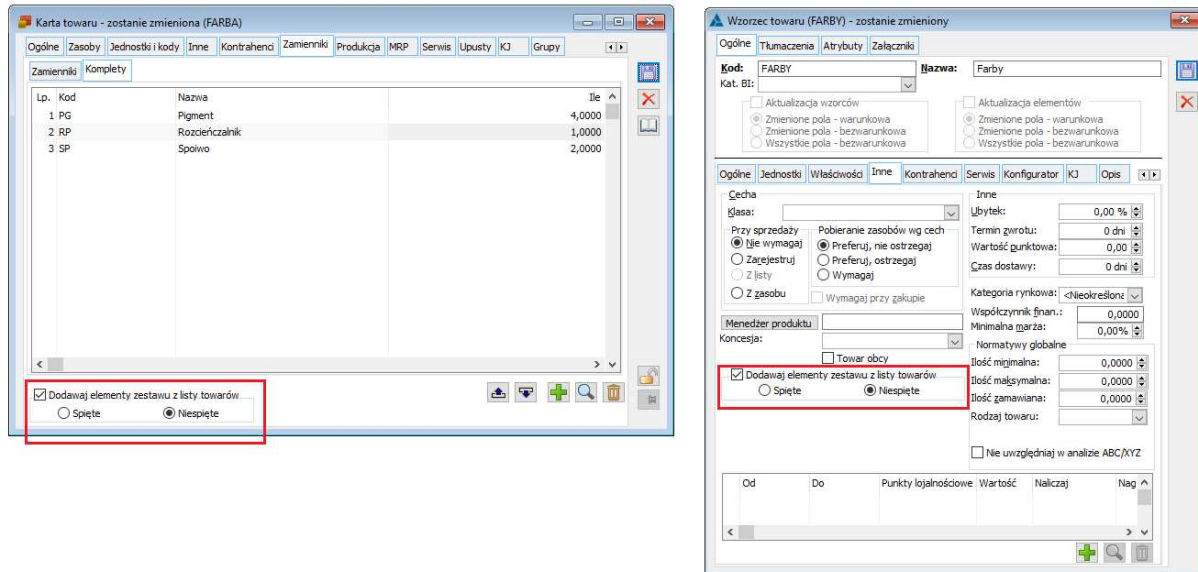 Karta towaru - zostanie zmieniona (FARBA)
Ogólne Zasoby Jednostki i kody Inne Kontrahenci Zamienniki Produkcja MRP Serwis Upusty KJ Grupy
Zamienniki Komplety
Lp. Kod Nazwa Ile
1 PG Pigment 4,0000
2 RP Rozcieńczalnik 1,0000
3 SP Spoiwo 2,0000
Dodawaj elementy zestawu z listy towarów
Spięte Niespięte
Wzorzec towaru (FARBY) - zostanie zmieniony
Ogólne Tłumaczenia Atrybuty Załączniki
Kod: FARBY Nazwa: Farby
Kat. BI:
Aktualizacja wzorców Aktualizacja elementów
Zmienione pola - warunkowa Zmienione pola - warunkowa
Zmienione pola - bezwarunkowa Zmienione pola - bezwarunkowa
Wszystkie pola - bezwarunkowa Wszystkie pola - bezwarunkowa
Ogólne Jednostki Właściwości Inne Kontrahenci Serwis Konfigurator KJ Opis
Cecha
Klasa:
Przy sprzedaży Pobieranie zasobów wg cech
Nie wymagaj Preferuj, nie ostrzegaj
Zarejestruj Preferuj, ostrzegaj
Z listy Wymagaj
Z zasobu Wymagaj przy zakupie
Menedżer produktu
Koncesja:
Towar obcy
Dodawaj elementy zestawu z listy towarów
Spięte Niespięte
Inne
Ubytek: 0,00 %
Termin zwrotu: 0 dni
Wartość punktowa: 0,00
Czas dostawy: 0 dni
Kategoria rynkowa: <Nieokreślona
Współczynnik finan.: 0,0000
Minimalna marża: 0,00%
Normatywy globalne
Ilość minimalna: 0,0000
Ilość maksymalna: 0,0000
Ilość zamawiana: 0,0000
Rodzaj towaru:
Nie uwzględniaj w analizie ABC/XYZ
Od Do Punkty lojalnościowe Wartość Naliczaj Nag